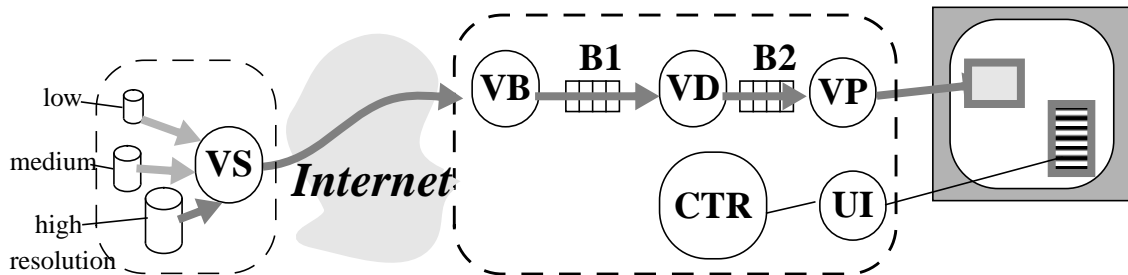 low
medium
high
resolution
VS
Internet
VB
B1
VD
B2
VP
CTR
UI